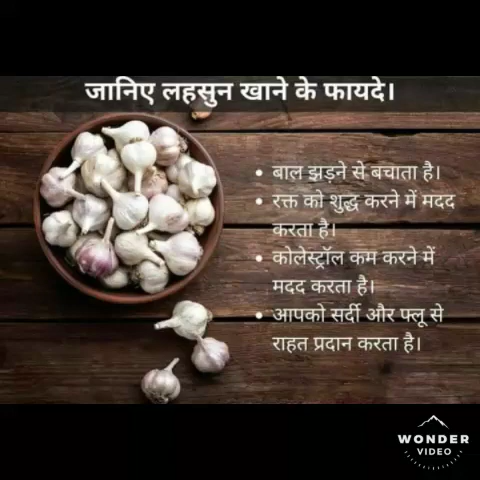 जानिए लहसुन खाने के फायदे।
• बाल झड़ने से बचाता है।
• रक्त को शुद्ध करने में मदद
करता है।
• कोलेस्ट्रॉल कम करने में
मदद करता है।
• आपको सर्दी और फ्लू से
राहत प्रदान करता है।
WONDER
VIDEO